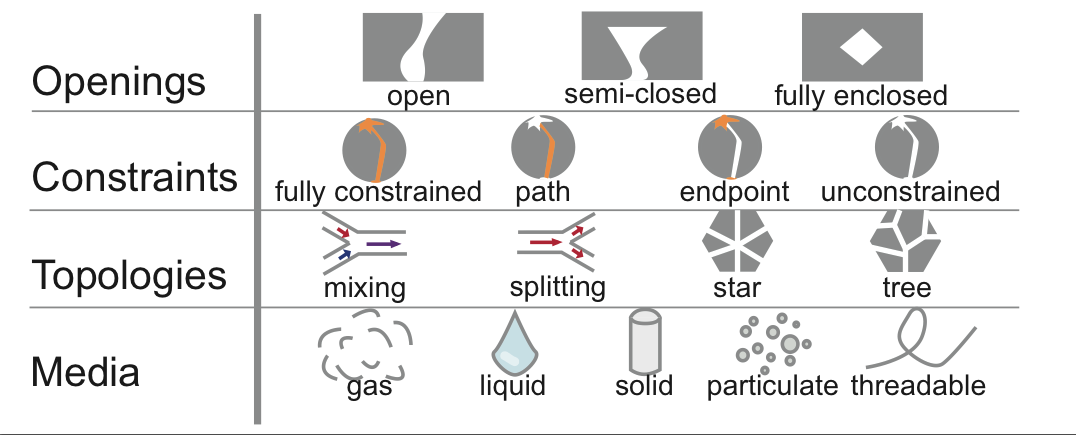 Openings
open
semi-closed
fully enclosed
Constraints
fully constrained
path
endpoint
unconstrained
Topologies
mixing
splitting
star
tree
Media
gas
liquid
solid
particulate
threadable